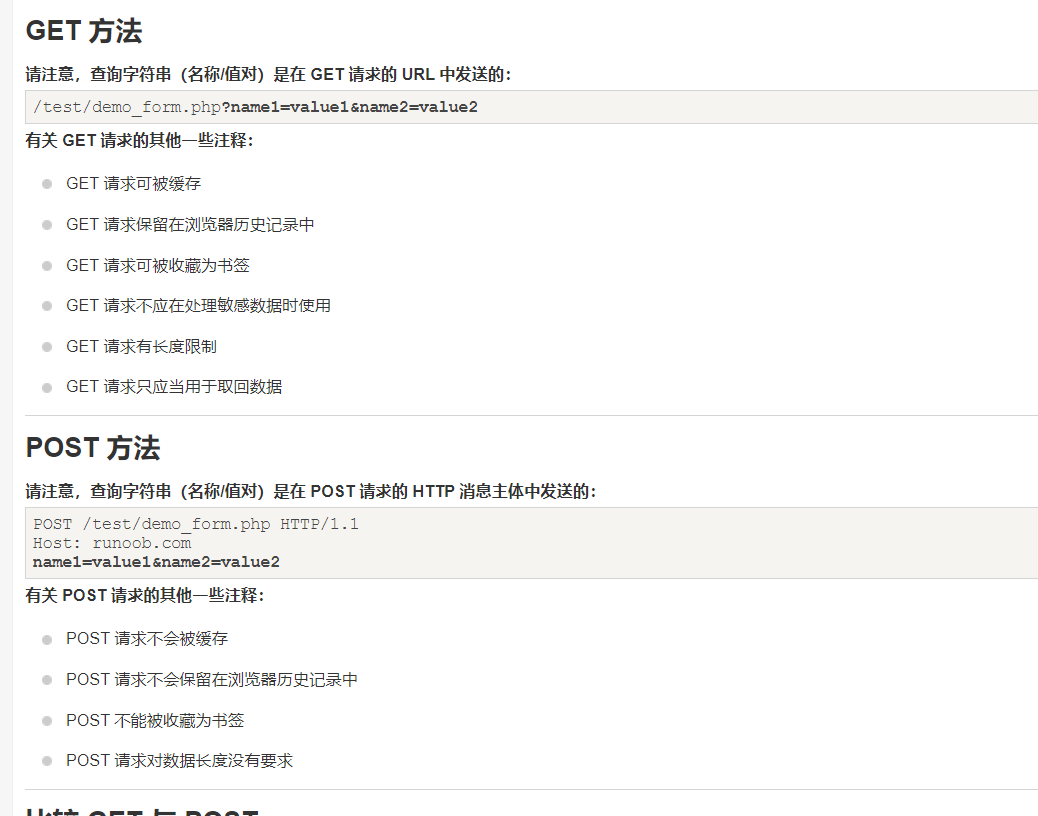 GET 方法
请注意，查询字符串（名称/值对）是在 GET 请求的 URL 中发送的：
/test/demo_form.php?name1=value1&name2=value2
有关 GET 请求的其他一些注释：
GET 请求可被缓存
GET 请求保留在浏览器历史记录中
GET 请求可被收藏为书签
GET 请求不应在处理敏感数据时使用
GET 请求有长度限制
GET 请求只应当用于取回数据
POST 方法
请注意，查询字符串（名称/值对）是在 POST 请求的 HTTP 消息主体中发送的：
POST /test/demo_form.php HTTP/1.1
Host: runoob.com
name1=value1&name2=value2
有关 POST 请求的其他一些注释：
POST 请求不会被缓存
POST 请求不会保留在浏览器历史记录中
POST 不能被收藏为书签
POST 请求对数据长度没有要求
比较 GET 与 POST